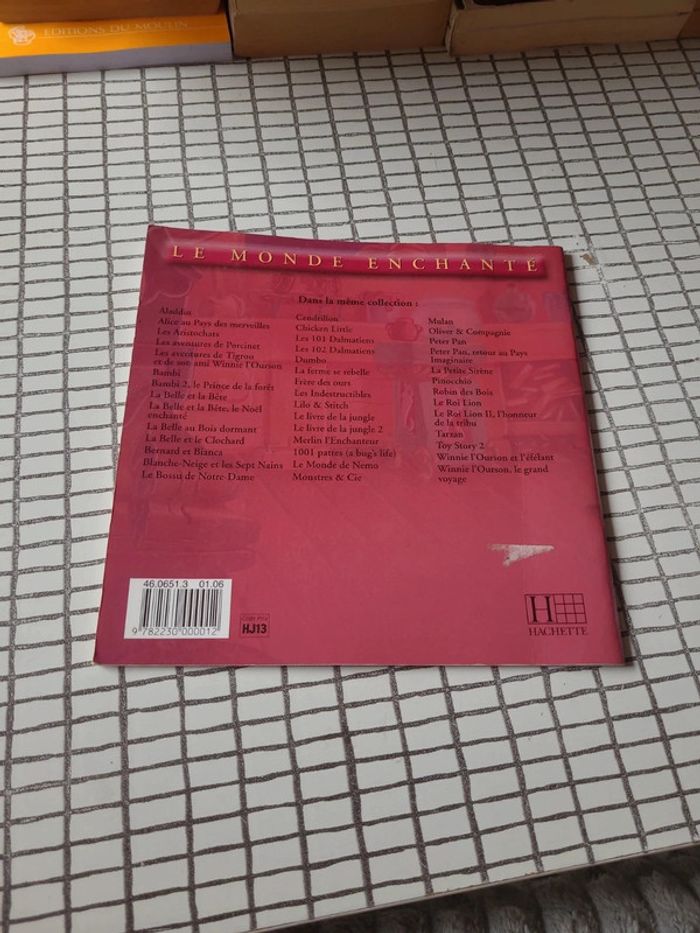 EDITIONS DU MOULIN
LE MONDE ENCHANTÉ
Dans la même collection :
Aladdin
Alice au Pays des merveilles
Les Aristochats
Les aventures de Porcinet
Les aventures de Tigrou
et de son ami Winnie l'Ourson
Bambi
Bambi 2, le Prince de la forêt
La Belle et la Bête
La Belle et la Bête, le Noël
enchanté
La Belle au Bois dormant
La Belle et le Clochard
Bernard et Bianca
Blanche-Neige et les Sept Nains
Le Bossu de Notre-Dame
Cendrillon
Chicken Little
Les 101 Dalmatiens
Les 102 Dalmatiens
Dumbo
La ferme se rebelle
Frère des ours
Les Indestructibles
Lilo & Stitch
Le livre de la jungle
Le livre de la jungle 2
Merlin l'Enchanteur
1001 pattes (a bug's life)
Le Monde de Nemo
Monstres & Cie
Mulan
Oliver & Compagnie
Peter Pan
Peter Pan, retour au Pays
Imaginaire
La Petite Sirène
Pinocchio
Robin des Bois
Le Roi Lion
Le Roi Lion II, l'honneur
de la tribu
Tarzan
Toy Story 2
Winnie l'Ourson et l'éfélant
Winnie l'Ourson, le grand
voyage
46.0651.3 01.06
9 782230 000012
Code Prix
HJ13
H
HACHETTE